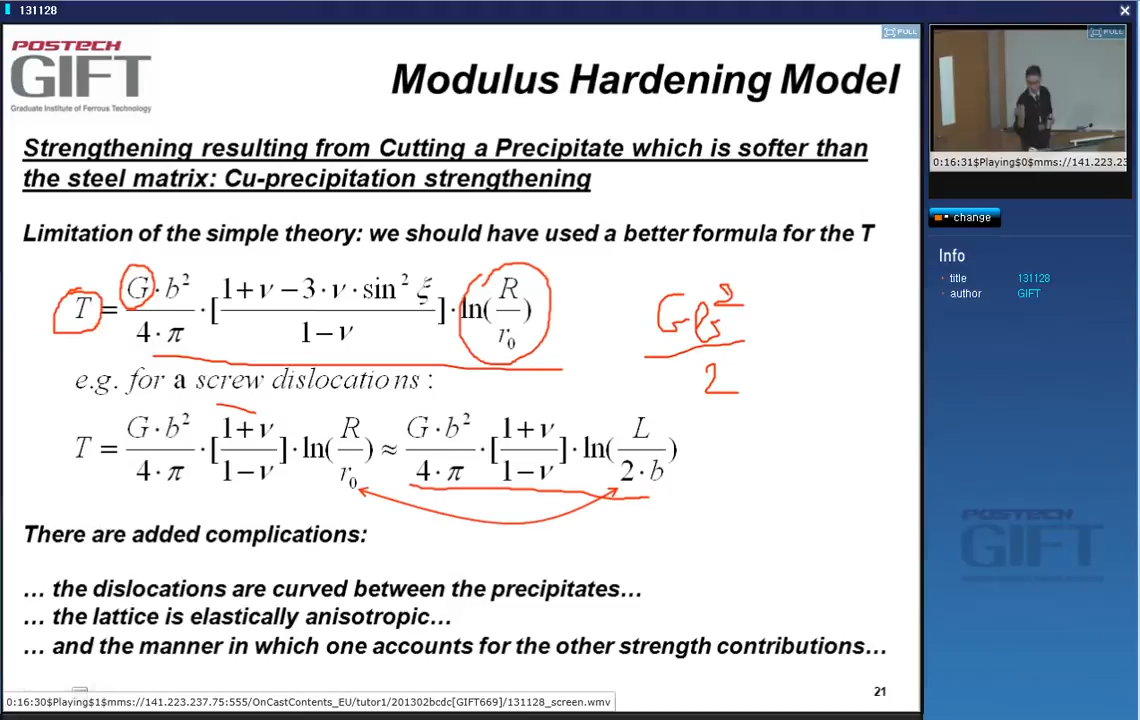 131128
POSTECH
GIFT
Graduate Institute of Ferrous Technology
FULL
Modulus Hardening Model
Strengthening resulting from Cutting a Precipitate which is softer than
the steel matrix: Cu-precipitation strengthening
Limitation of the simple theory: we should have used a better formula for the T
T = G · b² / 4 · π · [ 1 + ν − 3 · ν · sin² ξ / 1 − ν ] · ln( R / r₀ )
G b² / 2
e.g. for a screw dislocations :
T = G · b² / 4 · π · [ 1 + ν / 1 − ν ] · ln( R / r₀ ) ≈ G · b² / 4 · π · [ 1 + ν / 1 − ν ] · ln( L / 2 · b )
There are added complications:
… the dislocations are curved between the precipitates…
… the lattice is elastically anisotropic…
… and the manner in which one accounts for the other strength contributions…
21
POSTECH
GIFT
0:16:30$Playing$1$mms://141.223.237.75:555/OnCastContents_EU/tutor1/201302bcdc[GIFT669]/131128_screen.wmv
FULL
0:16:31$Playing$0$mms://141.223.23
change
Info
title 131128
author GIFT